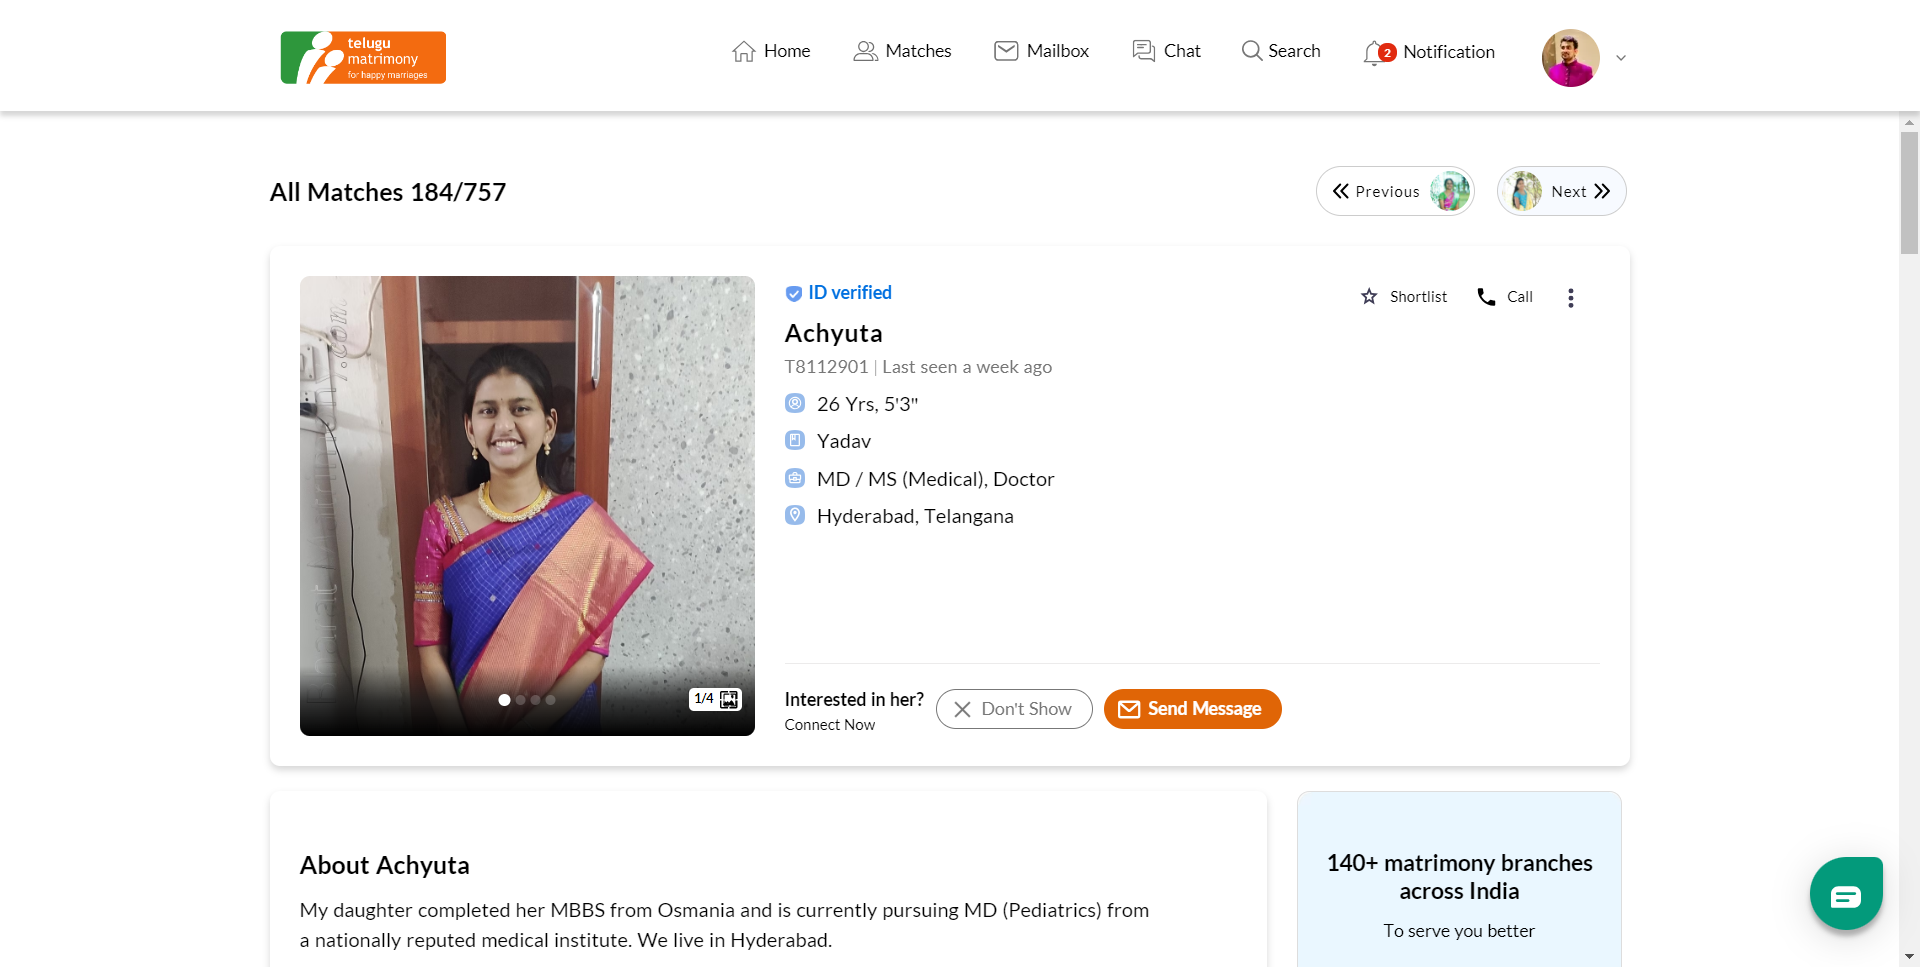 telugu
matrimony
for happy marriages
Home
Matches
Mailbox
Chat
Search
2
Notification
All Matches 184/757
Previous
Next
ID verified
Shortlist
Call
Achyuta
T8112901 | Last seen a week ago
26 Yrs, 5'3"
Yadav
MD / MS (Medical), Doctor
Hyderabad, Telangana
1/4
Interested in her?
Connect Now
Don't Show
Send Message
About Achyuta
My daughter completed her MBBS from Osmania and is currently pursuing MD (Pediatrics) from
a nationally reputed medical institute. We live in Hyderabad.
140+ matrimony branches
across India
To serve you better